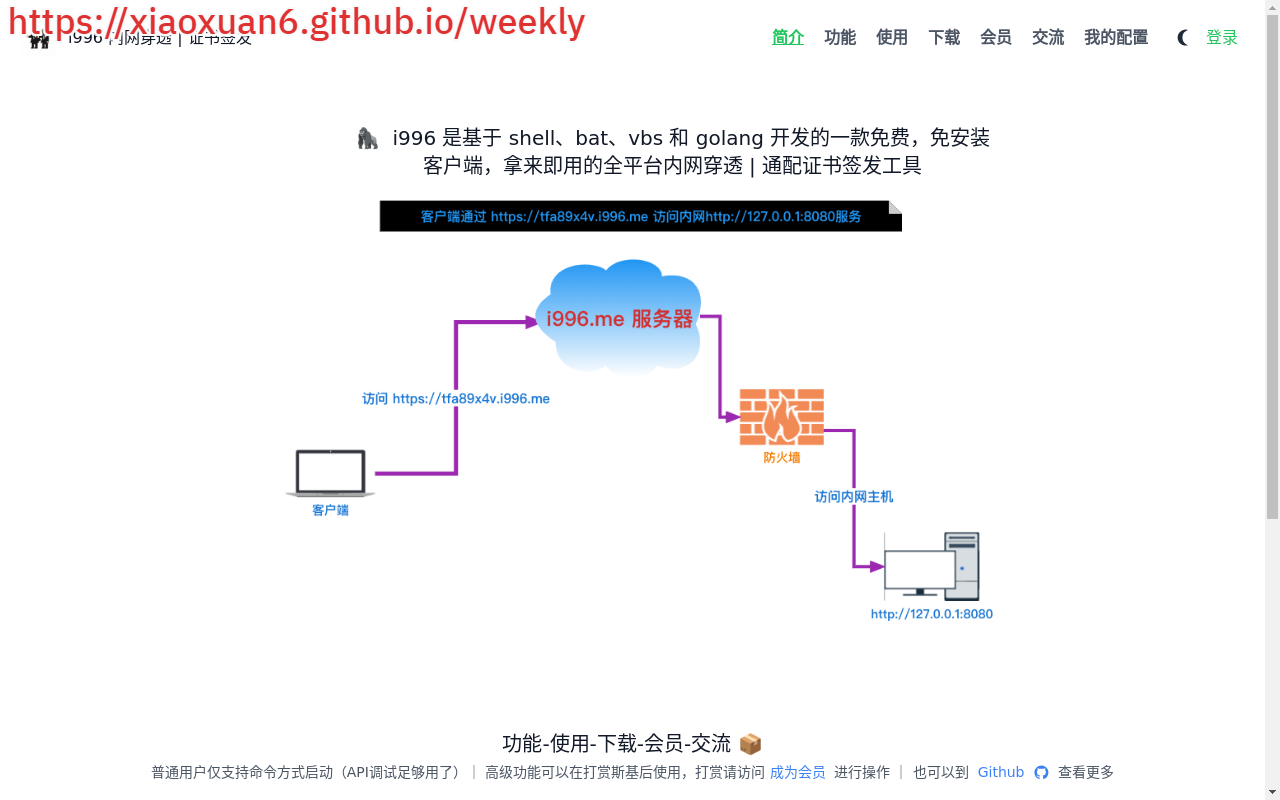 https://xiaoxuan6.github.io/weekly
i996 内网穿透 | 证书签发
简介 功能 使用 下载 会员 交流 我的配置 登录
i996 是基于 shell、bat、vbs 和 golang 开发的一款免费，免安装
客户端，拿来即用的全平台内网穿透 | 通配证书签发工具
客户端通过 https://tfa89x4v.i996.me 访问内网http://127.0.0.1:8080服务
i996.me 服务器
访问 https://tfa89x4v.i996.me
防火墙
访问内网主机
客户端
http://127.0.0.1:8080
功能-使用-下载-会员-交流
普通用户仅支持命令方式启动（API调试足够用了）｜ 高级功能可以在打赏斯基后使用，打赏请访问 成为会员 进行操作 ｜ 也可以到 Github 查看更多